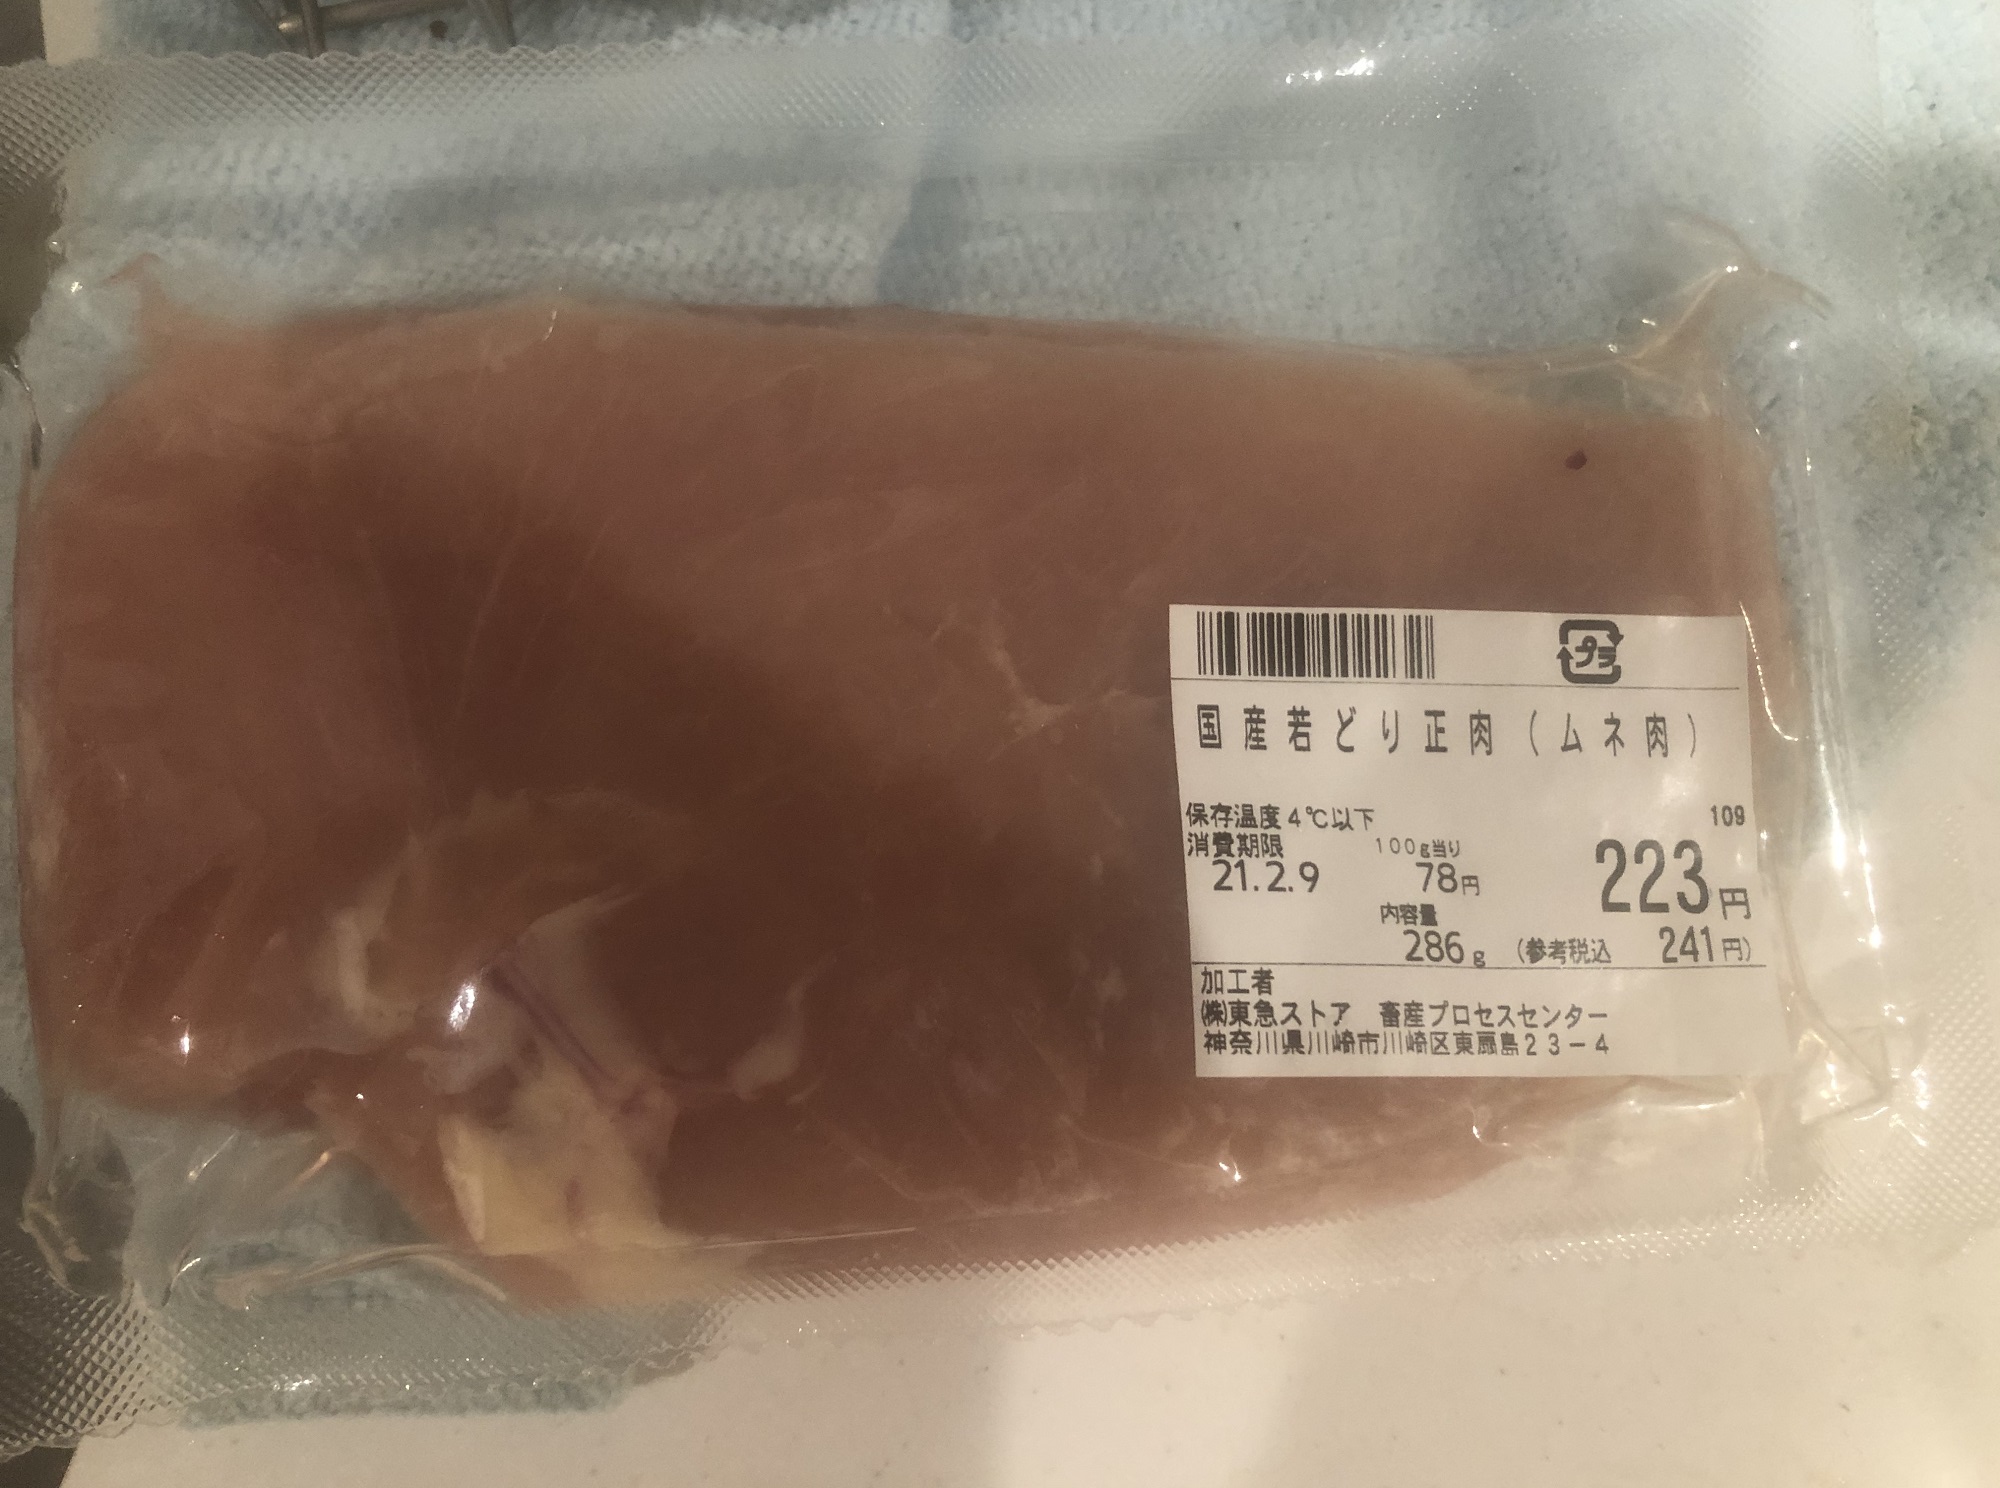 プラ
国産若どり正肉(ムネ肉)
保存温度4℃以下 109
消費期限 100g当り
21.2.9 78円 223円
内容量
286g (参考税込 241円)
加工者
㈱東急ストア 畜産プロセスセンター
神奈川県川崎市川崎区東扇島23-4